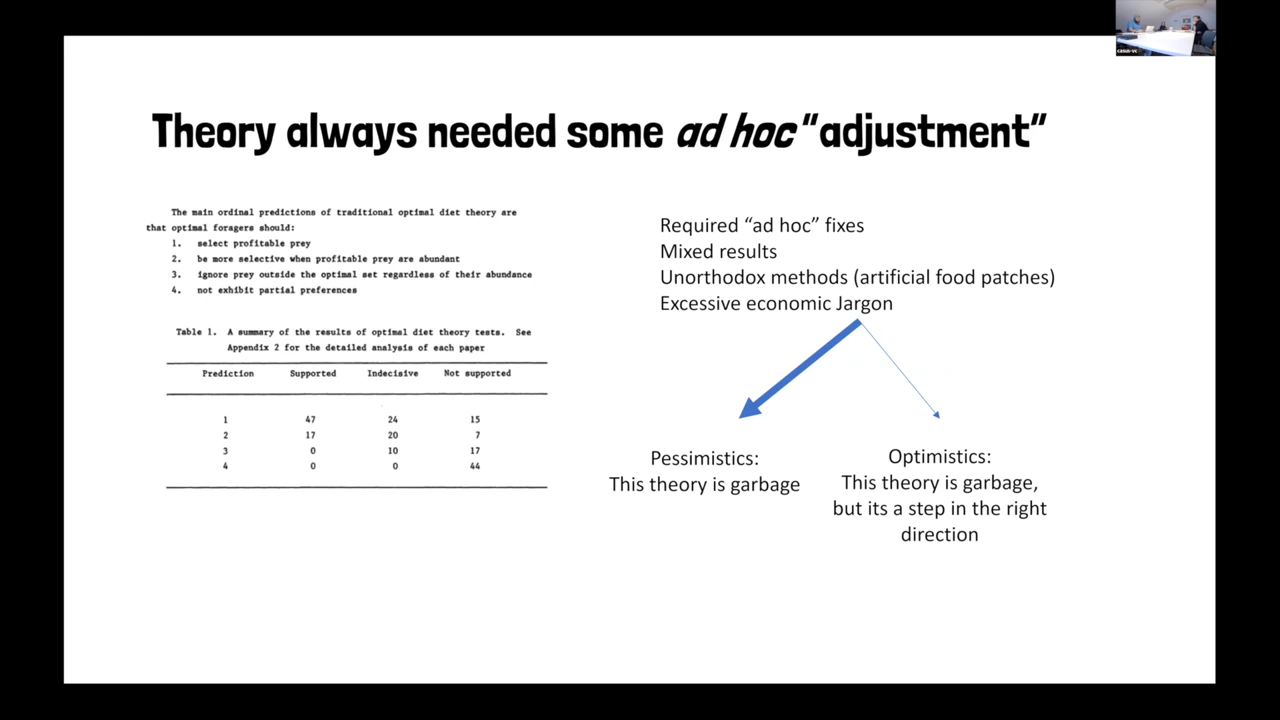 Theory always needed some ad hoc "adjustment"
The main ordinal predictions of traditional optimal diet theory are
that optimal foragers should:
1. select profitable prey
2. be more selective when profitable prey are abundant
3. ignore prey outside the optimal set regardless of their abundance
4. not exhibit partial preferences
Table 1. A summary of the results of optimal diet theory tests. See
Appendix 2 for the detailed analysis of each paper
Prediction Supported Indecisive Not supported
1 47 24 15
2 17 20 7
3 0 10 17
4 0 0 44
Required “ad hoc” fixes
Mixed results
Unorthodox methods (artificial food patches)
Excessive economic Jargon
Pessimistics:
This theory is garbage
Optimistics:
This theory is garbage,
but its a step in the right
direction